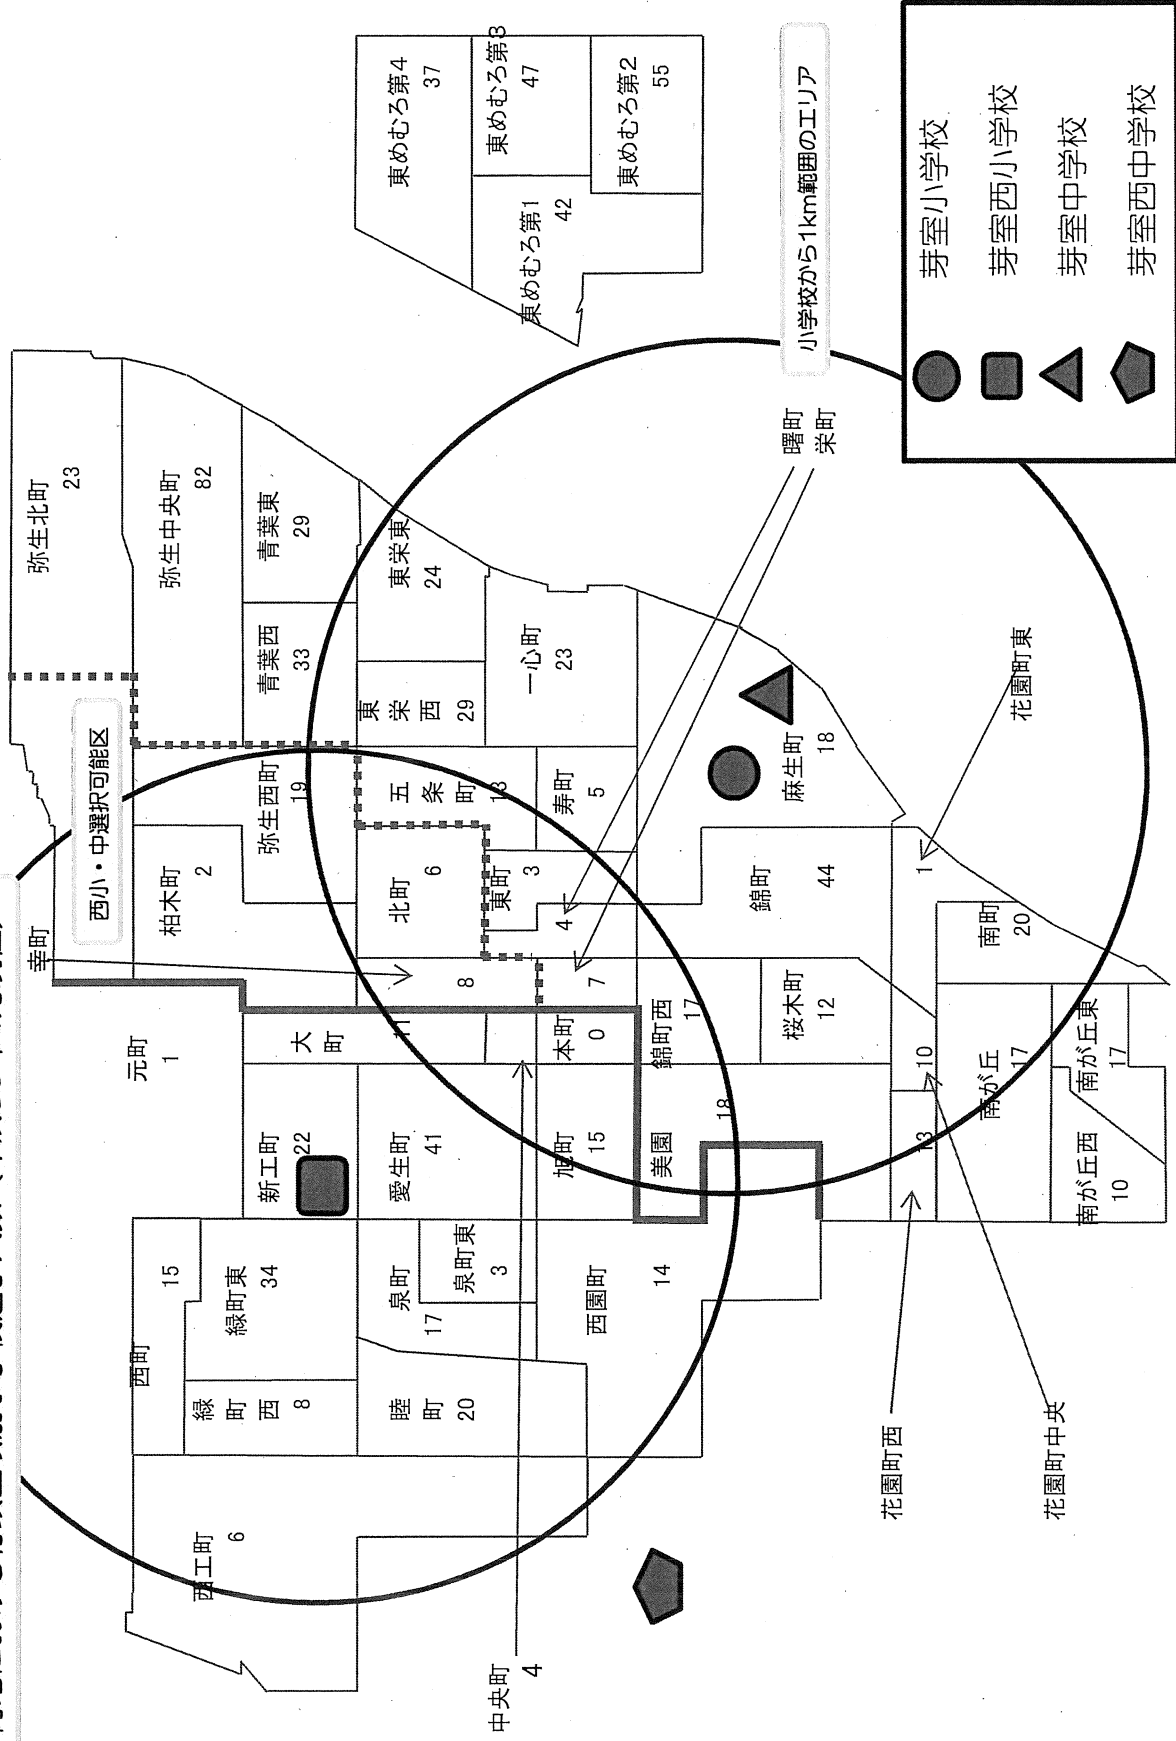 弥生北町
23
弥生中央町
82
青葉東
29
青葉西
33
東栄東
24
東栄西
29
一心町
23
東めむろ第4
37
東めむろ第3
47
東めむろ第2
55
東めむろ第1
42
小学校から1km範囲のエリア
西小・中選択可能区
弥生西町
19
五条町
13
寿町
5
麻生町
18
曙町
栄町
柏木町
2
北町
6
東町
3
4
7
8
幸町
錦町
44
花園町東
1
南町
20
元町
1
大町
11
本町
0
錦町西
17
桜木町
12
10
南が丘
17
南が丘東
17
南が丘西
10
新工町
22
愛生町
41
旭町
15
美園
18
13
西町
15
緑町東
34
緑町西
8
泉町
17
泉町東
3
睦町
20
西園町
14
西工町
6
中央町
4
花園町西
花園町中央
芽室小学校
芽室西小学校
芽室中学校
芽室西中学校